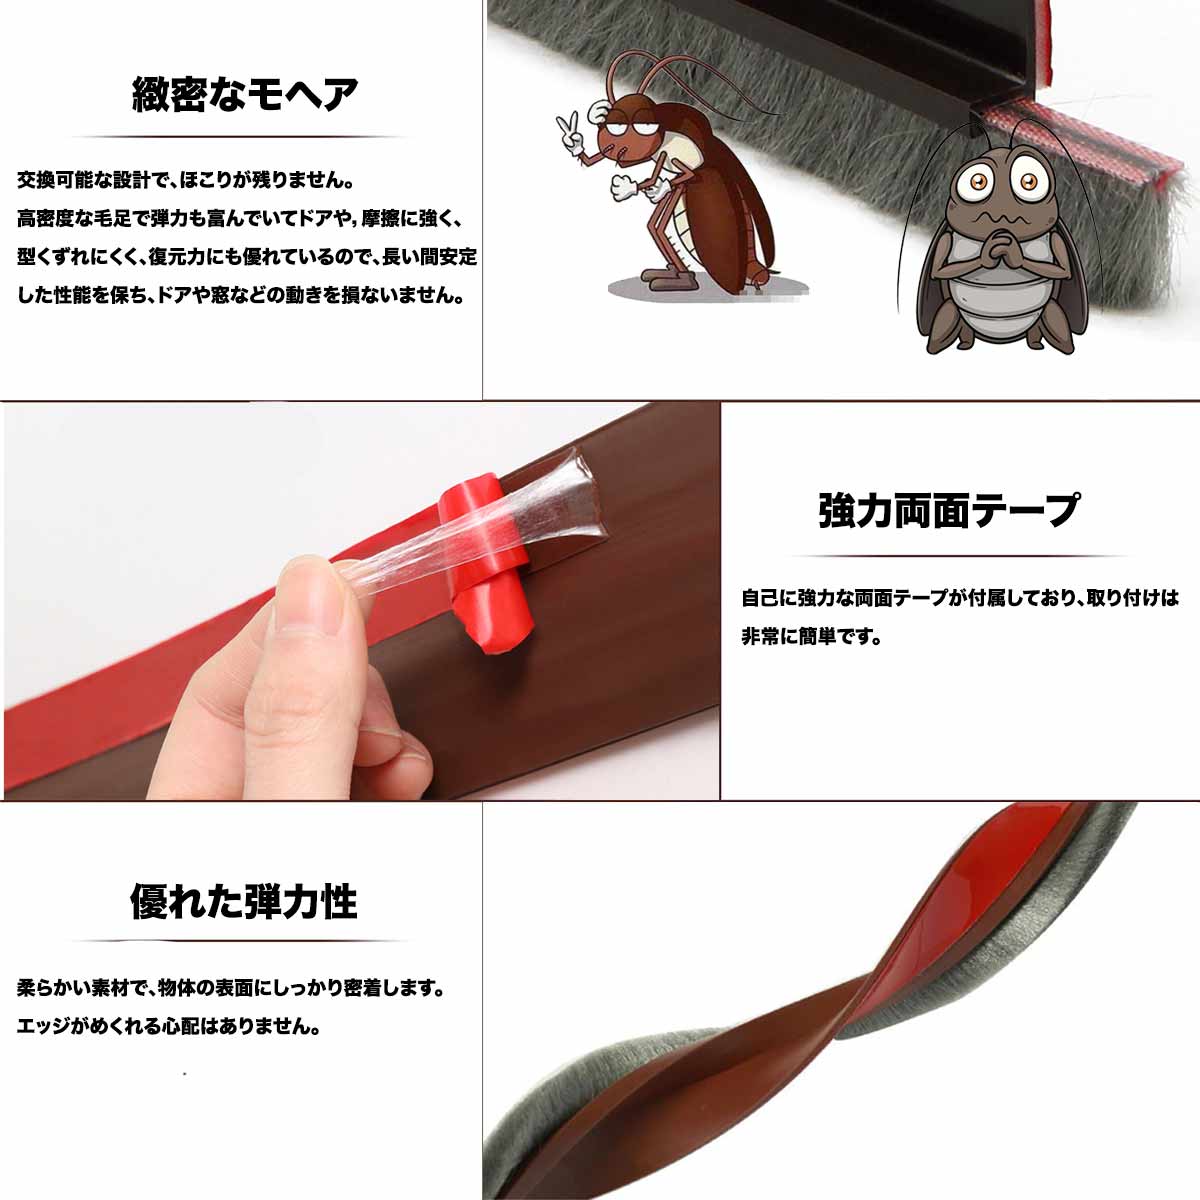 緻密なモヘア
交換可能な設計で、ほこりが残りません。
高密度な毛足で弾力も富んでいてドアや，摩擦に強く、
型くずれにくく、復元力にも優れているので、長い間安定
した性能を保ち、ドアや窓などの動きを損ないません。
強力両面テープ
自己に強力な両面テープが付属しており、取り付けは
非常に簡単です。
優れた弾力性
柔らかい素材で、物体の表面にしっかり密着します。
エッジがめくれる心配はありません。